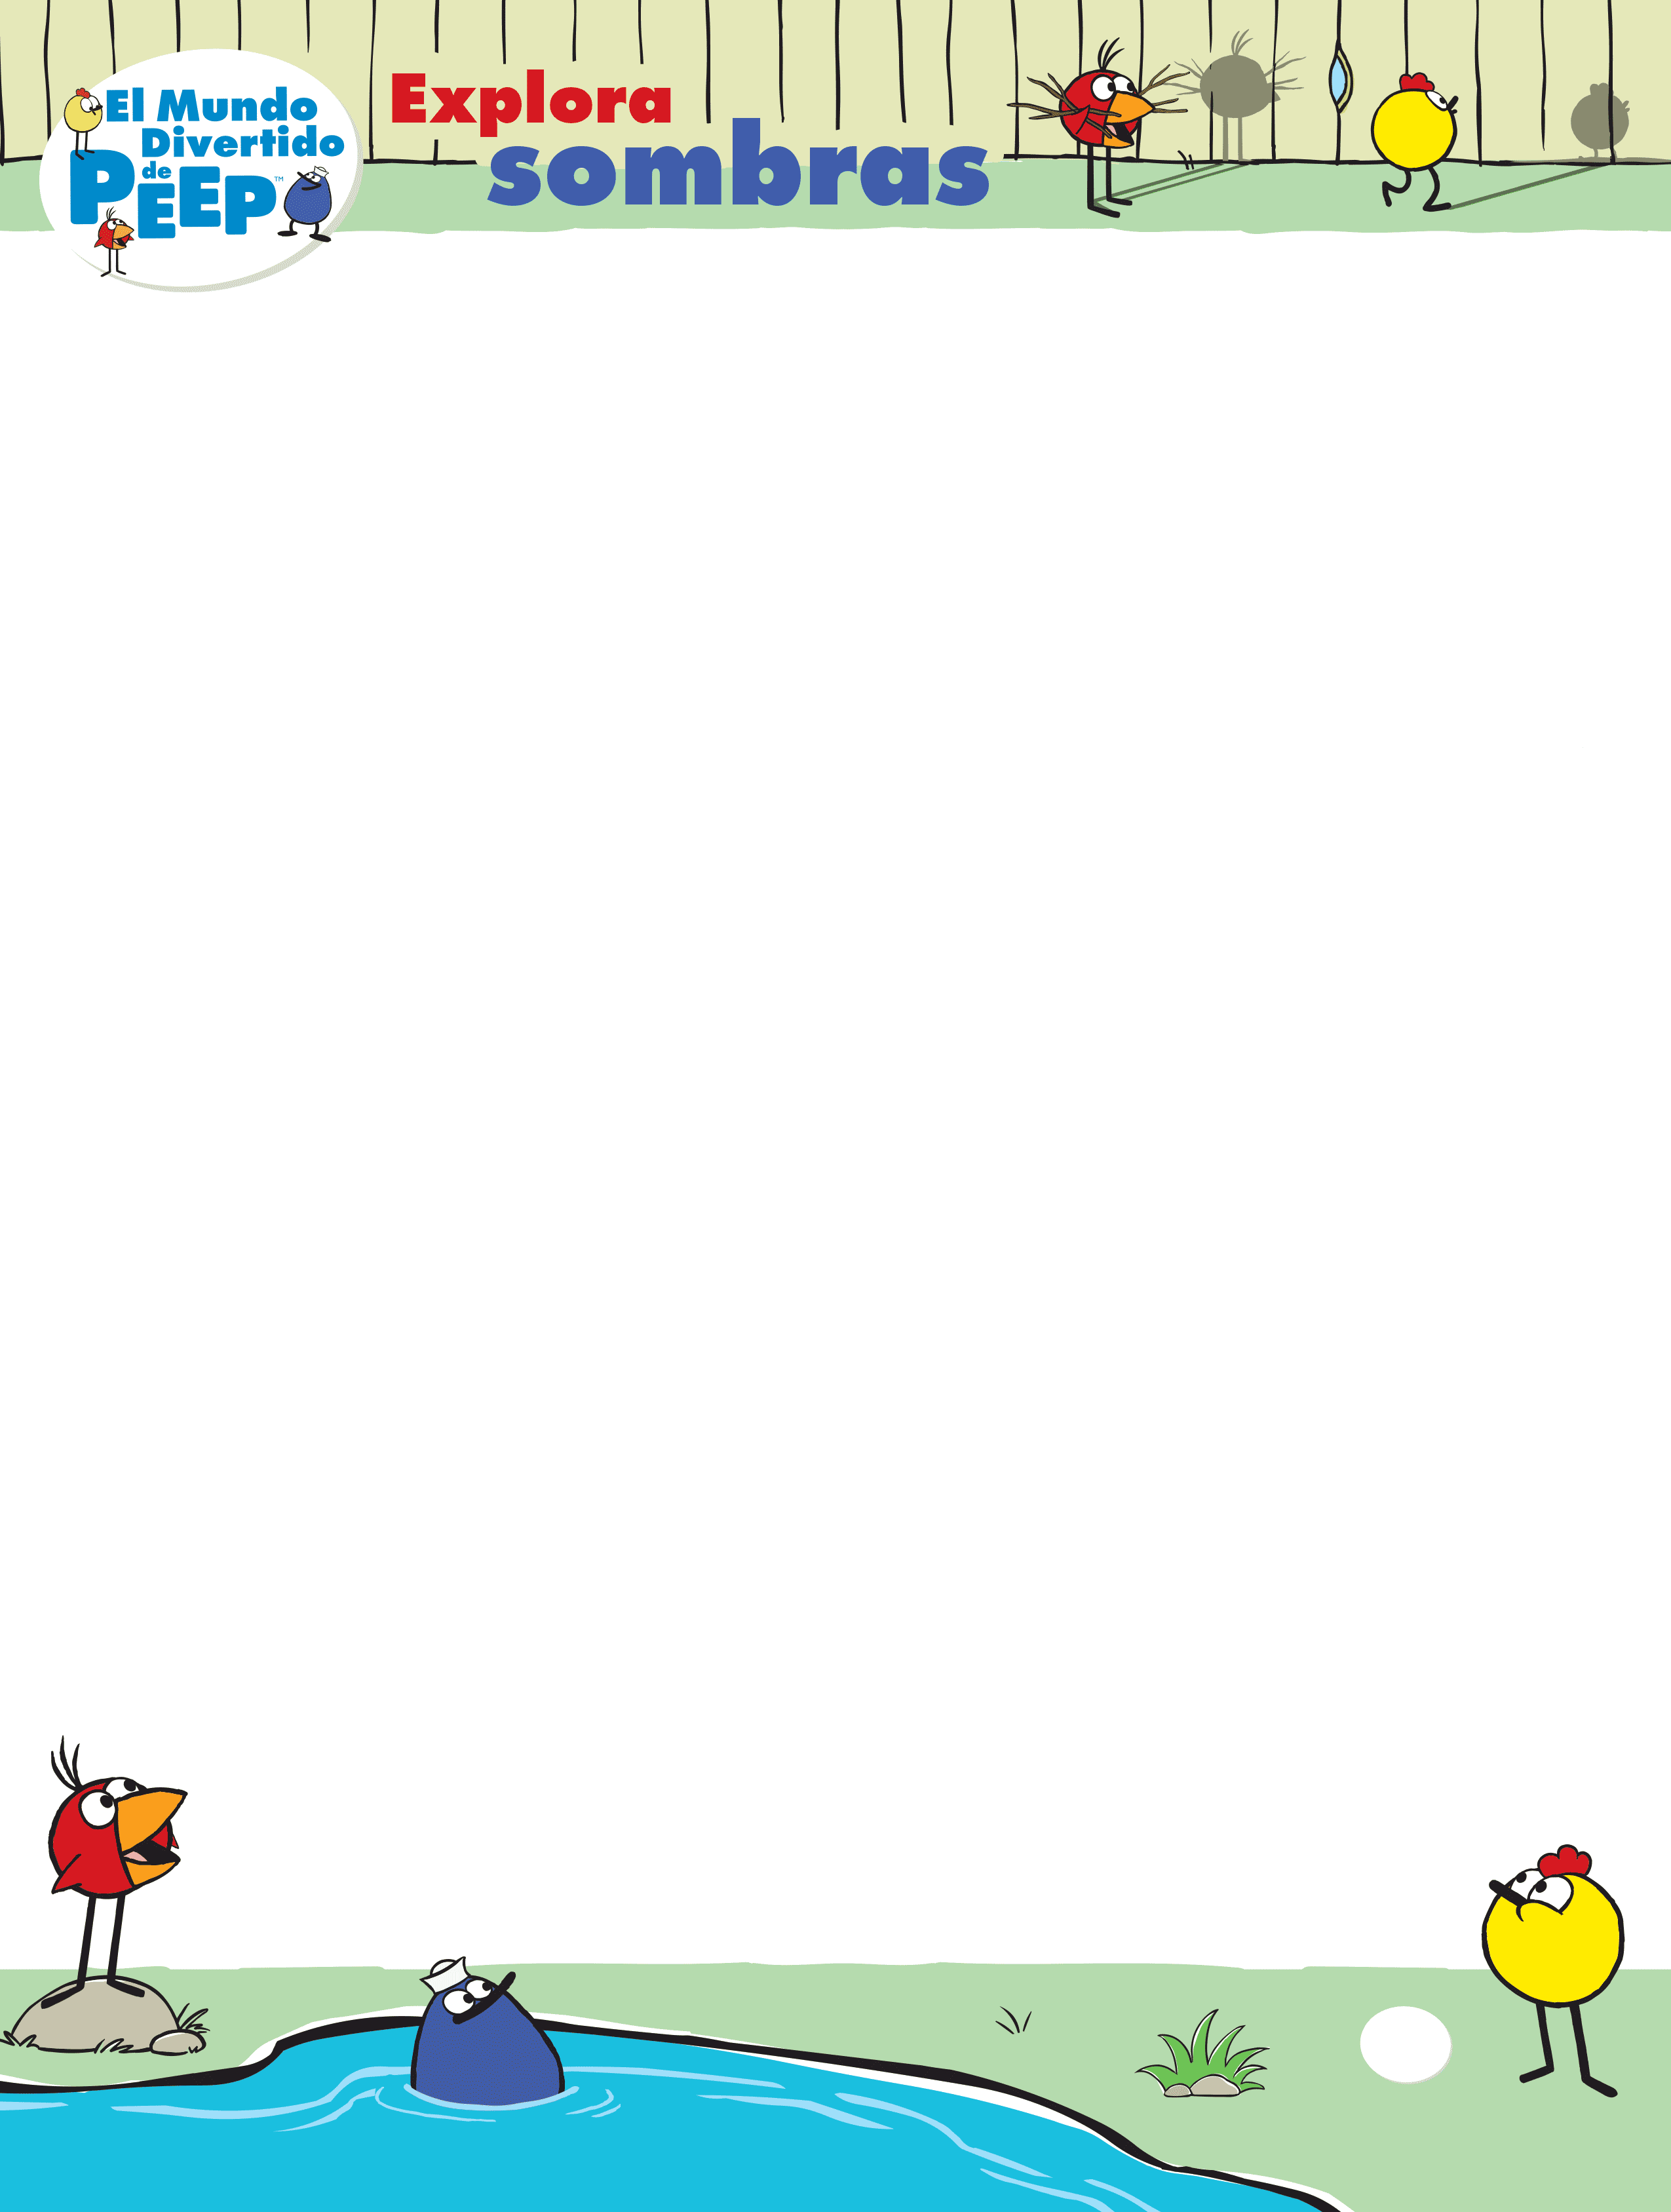 El Mundo
Divertido
de
PEEP™
Explora
sombras